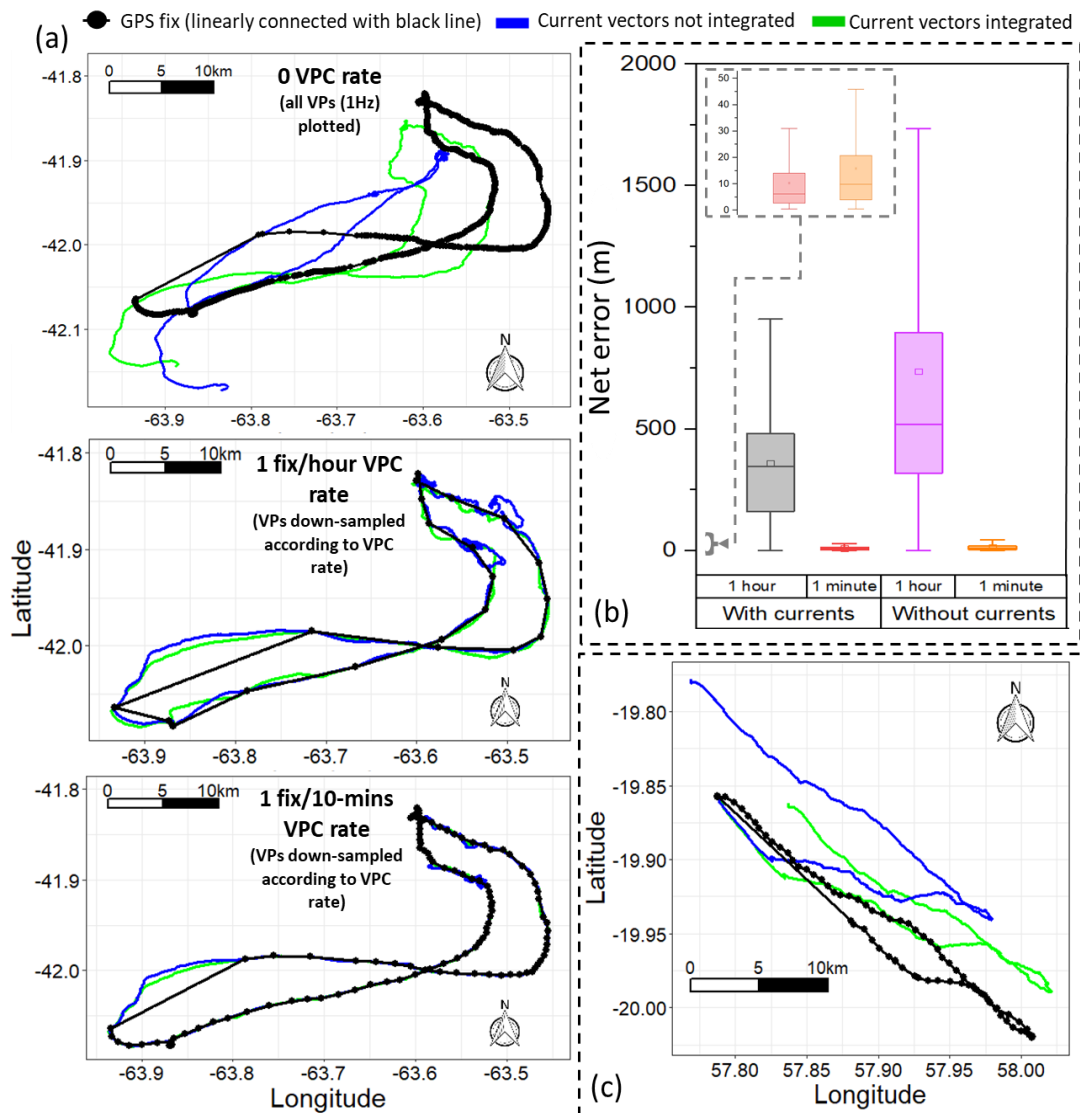 GPS fix (linearly connected with black line) Current vectors not integrated Current vectors integrated
(a)
0 5 10km
0 VPC rate
(all VPs (1Hz)
plotted)
N
-41.8
-41.9
-42.0
-42.1
-63.9 -63.8 -63.7 -63.6 -63.5
0 5 10km
1 fix/hour VPC
rate
(VPs down-sampled
according to VPC
rate)
N
-41.8
-41.9
-42.0
-63.9 -63.8 -63.7 -63.6 -63.5
Latitude
0 5 10km
1 fix/10-mins
VPC rate
(VPs down-sampled
according to VPC
rate)
N
-41.8
-41.9
-42.0
-63.9 -63.8 -63.7 -63.6 -63.5
Longitude
2000
1500
1000
500
0
Net error (m)
50
40
30
20
10
0
1 hour 1 minute 1 hour 1 minute
With currents Without currents
(b)
N
-19.80
-19.85
-19.90
-19.95
-20.00
Latitude
0 5 10km
57.80 57.85 57.90 57.95 58.00
Longitude
(c)